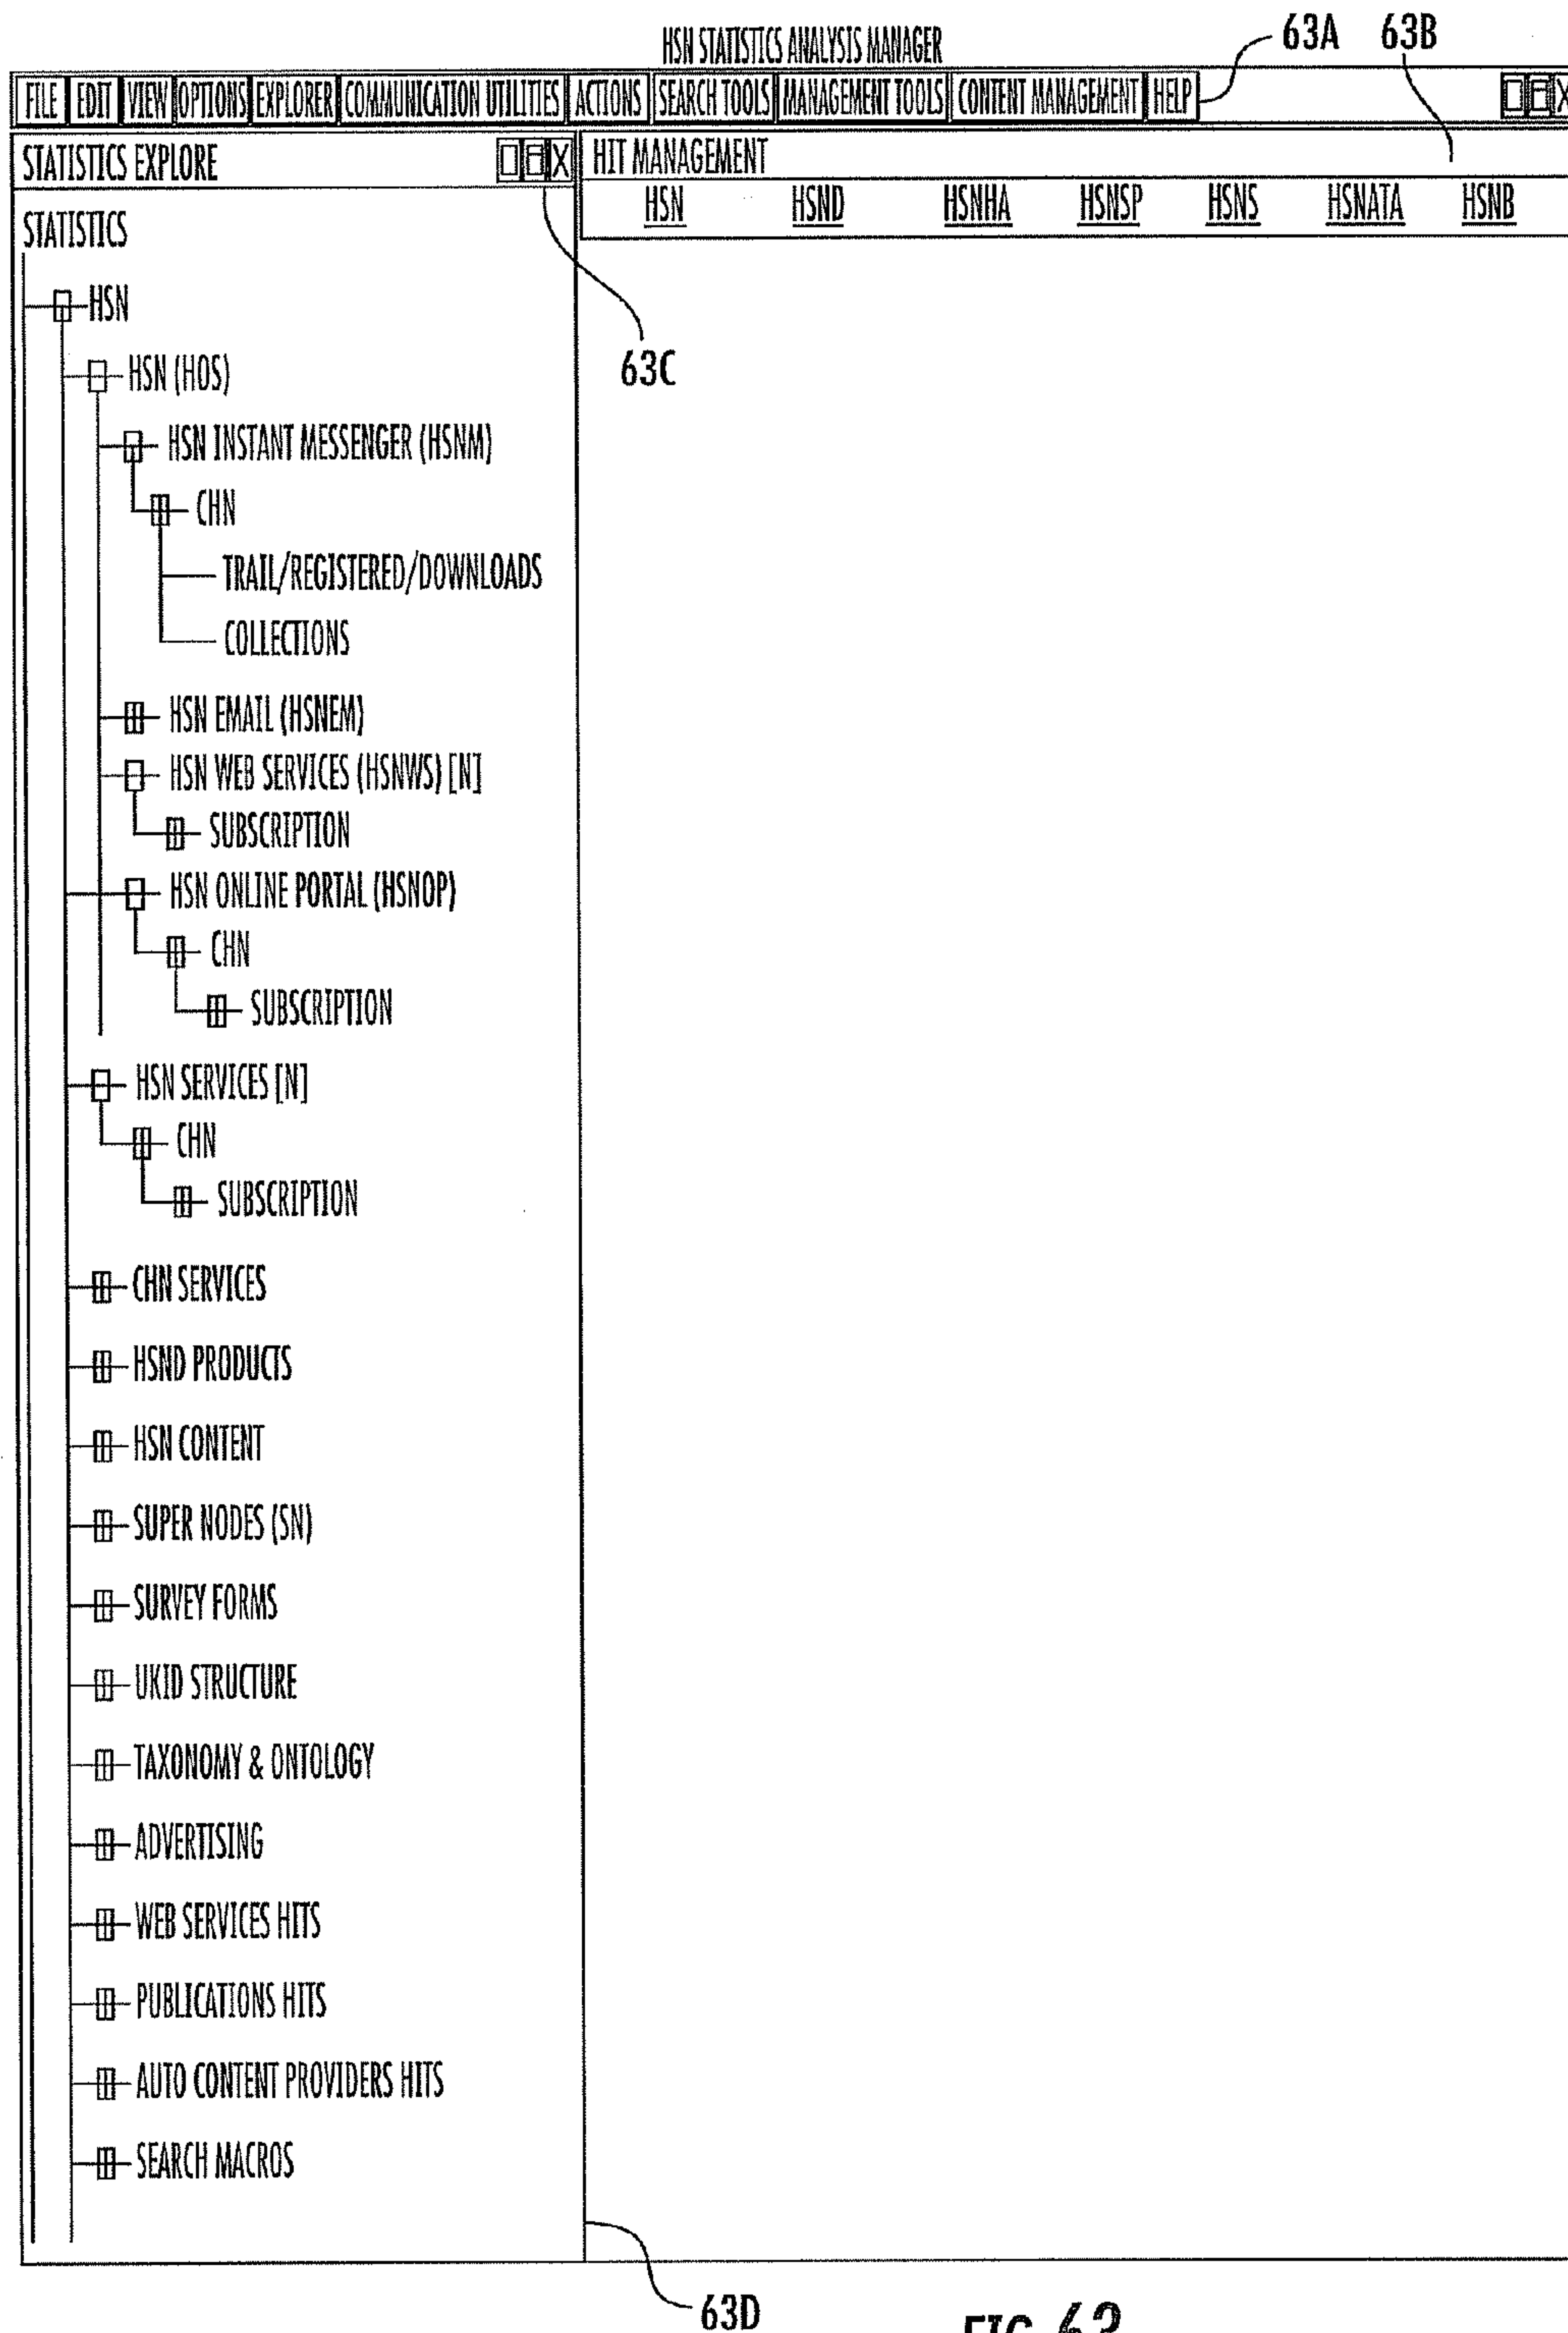 HSN STATISTICS ANALYSIS MANAGER
63A 63B
FILE EDIT VIEW OPTIONS EXPLORER COMMUNICATION UTILITIES ACTIONS SEARCH TOOLS MANAGEMENT TOOLS CONTENT MANAGEMENT HELP
STATISTICS EXPLORE
HIT MANAGEMENT
HSN HSND HSNHA HSNSP HSNS HSNATA HSNB
STATISTICS
HSN
63C
HSN (HOS)
HSN INSTANT MESSENGER (HSNM)
CHN
TRAIL/REGISTERED/DOWNLOADS
COLLECTIONS
HSN EMAIL (HSNEM)
HSN WEB SERVICES (HSNWS) [N]
SUBSCRIPTION
HSN ONLINE PORTAL (HSNOP)
CHN
SUBSCRIPTION
HSN SERVICES [N]
CHN
SUBSCRIPTION
CHN SERVICES
HSND PRODUCTS
HSN CONTENT
SUPER NODES (SN)
SURVEY FORMS
UKID STRUCTURE
TAXONOMY & ONTOLOGY
ADVERTISING
WEB SERVICES HITS
PUBLICATIONS HITS
AUTO CONTENT PROVIDERS HITS
SEARCH MACROS
63D
FIG. 63